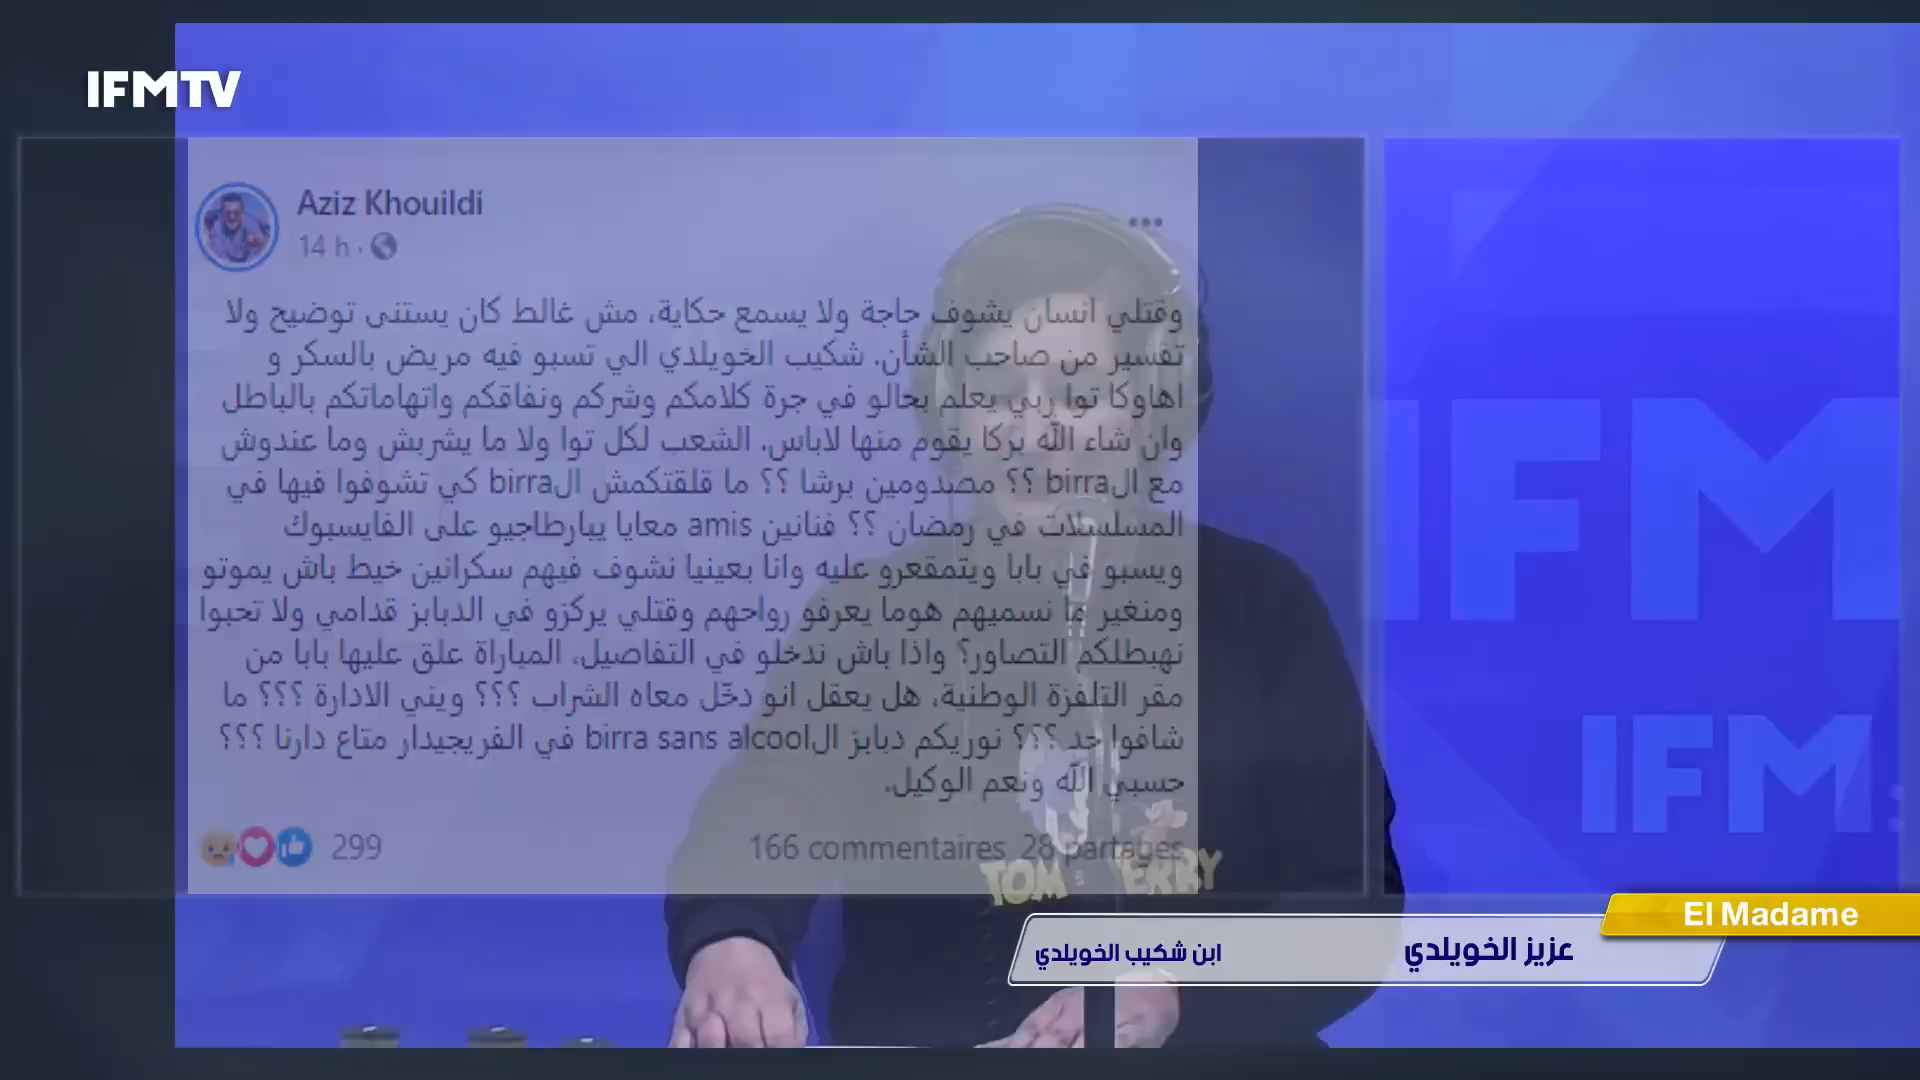 IFMTV
Aziz Khouildi
14 h
وقتلي انسان يشوف حاجة ولا يسمع حكاية، مش غالط كان يستنى توضيح ولا
تفسير من صاحب الشأن. شكيب الخويلدي الي تسبو فيه مريض بالسكر و
اهاوكا توا ربي يعلم بحالو في جرة كلامكم وشركم ونفاقكم واتهاماتكم بالباطل
وان شاء الله بركا يقوم منها لاباس. الشعب لكل توا ولا ما يشربش وما عندوش
مع الbirra ؟؟ مصدومين برشا ؟؟ ما قلقتكمش الbirra كي تشوفوا فيها في
المسلسلات في رمضان ؟؟ فنانين amis معايا يبارطاجيو على الفايسبوك
ويسبو في بابا ويتمقعرو عليه وانا بعينيا نشوف فيهم سكرانين خيط باش يموتو
ومنغير ما نسميهم هوما يعرفو رواحهم وقتلي يركزو في الدبابز قدامي ولا تحبوا
نهبطلكم التصاور؟ واذا باش ندخلو في التفاصيل، المباراة علق عليها بابا من
مقر التلفزة الوطنية، هل يعقل انو دخّل معاه الشراب ؟؟؟ ويني الادارة ؟؟؟ ما
شافوا حد ؟؟؟ نوريكم دبابز الbirra sans alcool في الفريجيدار متاع دارنا ؟؟؟
حسبي الله ونعم الوكيل.
299
166 commentaires 28 partages
TOM
JERRY
IFM
IFM
El Madame
عزيز الخويلدي
ابن شكيب الخويلدي